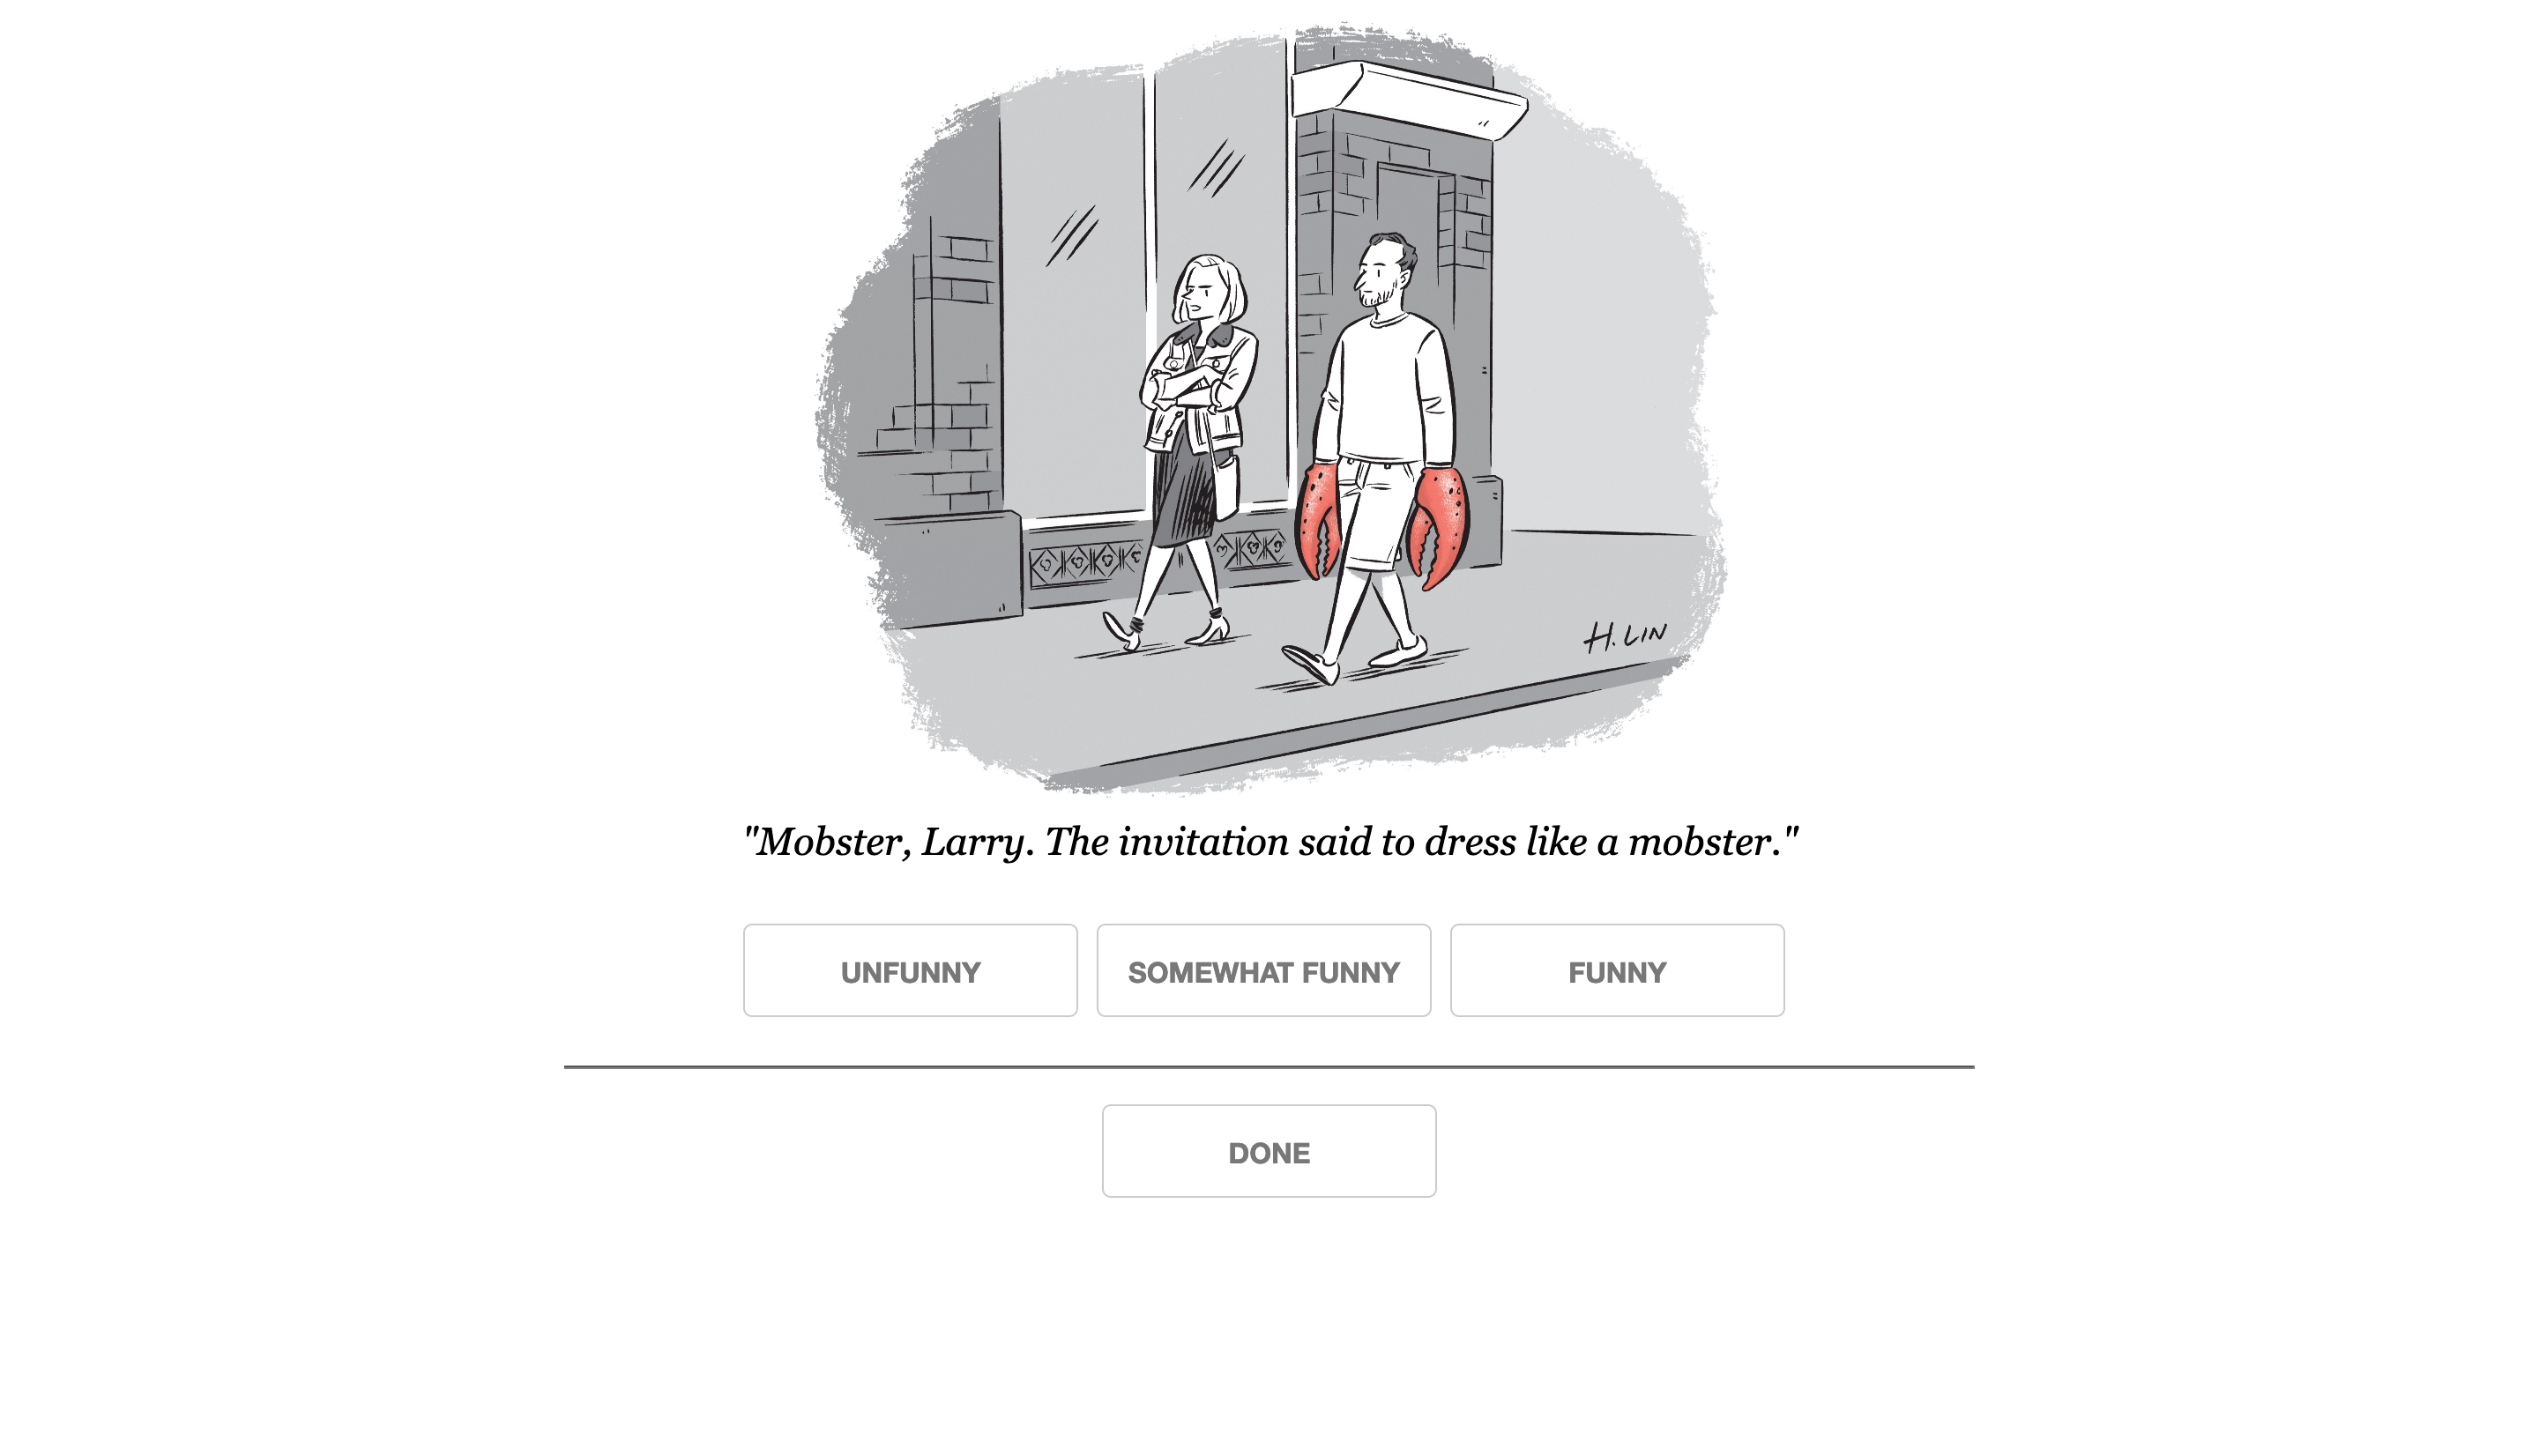 H. LIN
"Mobster, Larry. The invitation said to dress like a mobster."
UNFUNNY
SOMEWHAT FUNNY
FUNNY
DONE